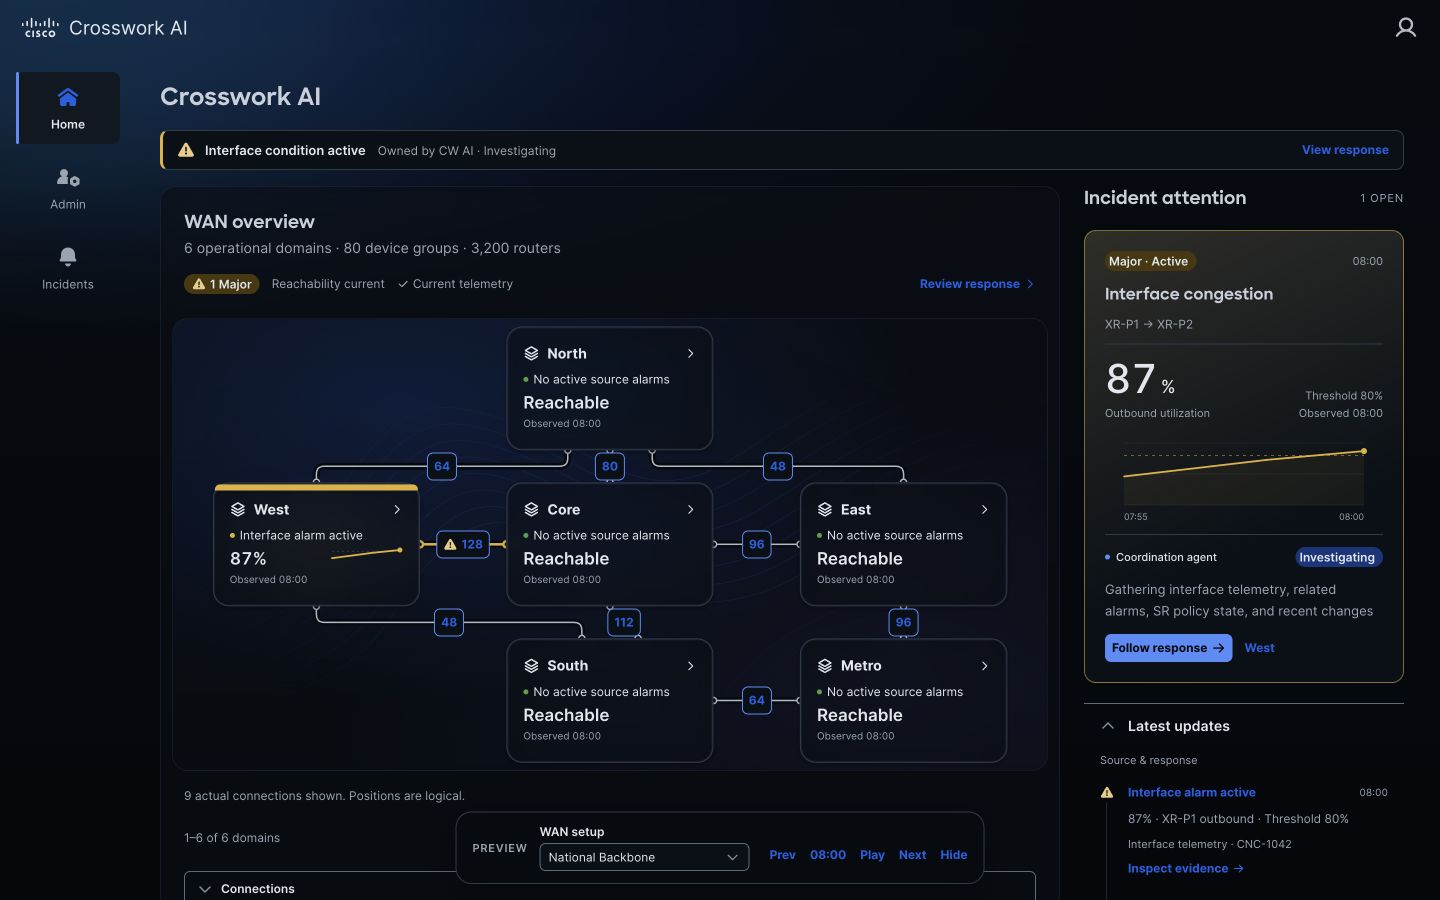 CISCO Crosswork AI
Home
Admin
Incidents
Crosswork AI
Interface condition active Owned by CW AI · Investigating View response
WAN overview
6 operational domains · 80 device groups · 3,200 routers
1 Major Reachability current Current telemetry Review response
North
No active source alarms
Reachable
Observed 08:00
64
80
48
West
Interface alarm active
87%
Observed 08:00
128
Core
No active source alarms
Reachable
Observed 08:00
96
East
No active source alarms
Reachable
Observed 08:00
48
112
96
South
No active source alarms
Reachable
Observed 08:00
64
Metro
No active source alarms
Reachable
Observed 08:00
9 actual connections shown. Positions are logical.
1–6 of 6 domains
Connections
PREVIEW
WAN setup
National Backbone
Prev 08:00 Play Next Hide
Incident attention 1 OPEN
Major · Active 08:00
Interface congestion
XR-P1 → XR-P2
87 %
Outbound utilization
Threshold 80%
Observed 08:00
07:55 08:00
Coordination agent Investigating
Gathering interface telemetry, related
alarms, SR policy state, and recent changes
Follow response → West
Latest updates
Source & response
Interface alarm active 08:00
87% · XR-P1 outbound · Threshold 80%
Interface telemetry · CNC-1042
Inspect evidence →